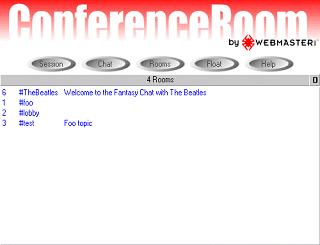 ConferenceRoom
by WEBMASTER
Session Chat Rooms Float Help
4 Rooms
6 #TheBeatles Welcome to the Fantasy Chat with The Beatles
1 #foo
2 #lobby
3 #test Foo topic